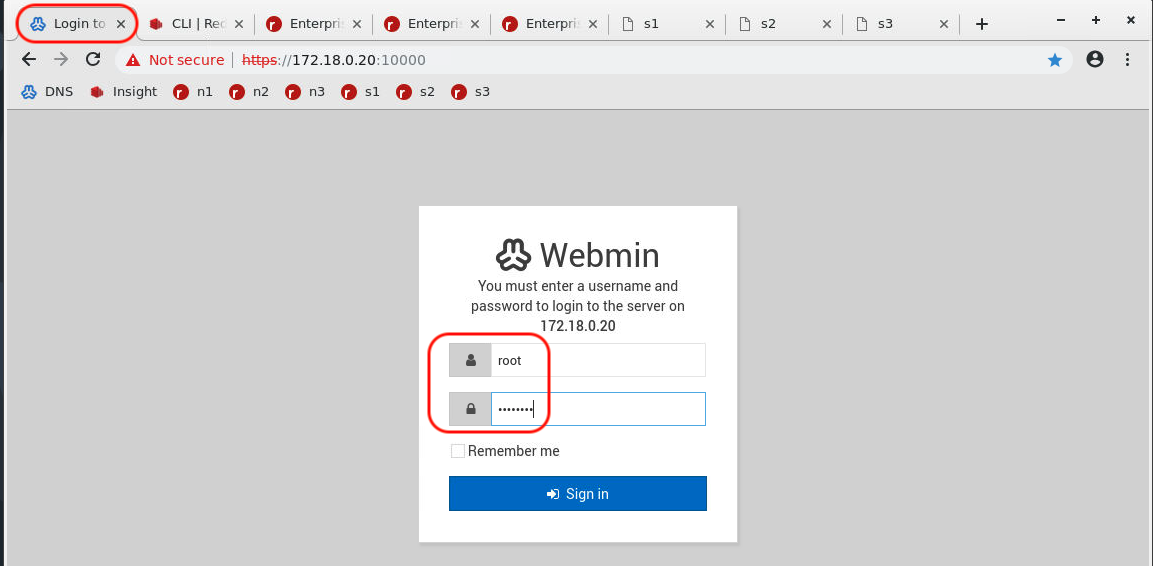 Login to CLI | Red Enterpris Enterpris Enterpris s1 s2 s3
Not secure https://172.18.0.20:10000
DNS Insight n1 n2 n3 s1 s2 s3
Webmin
You must enter a username and
password to login to the server on
172.18.0.20
root
••••••••
Remember me
Sign in